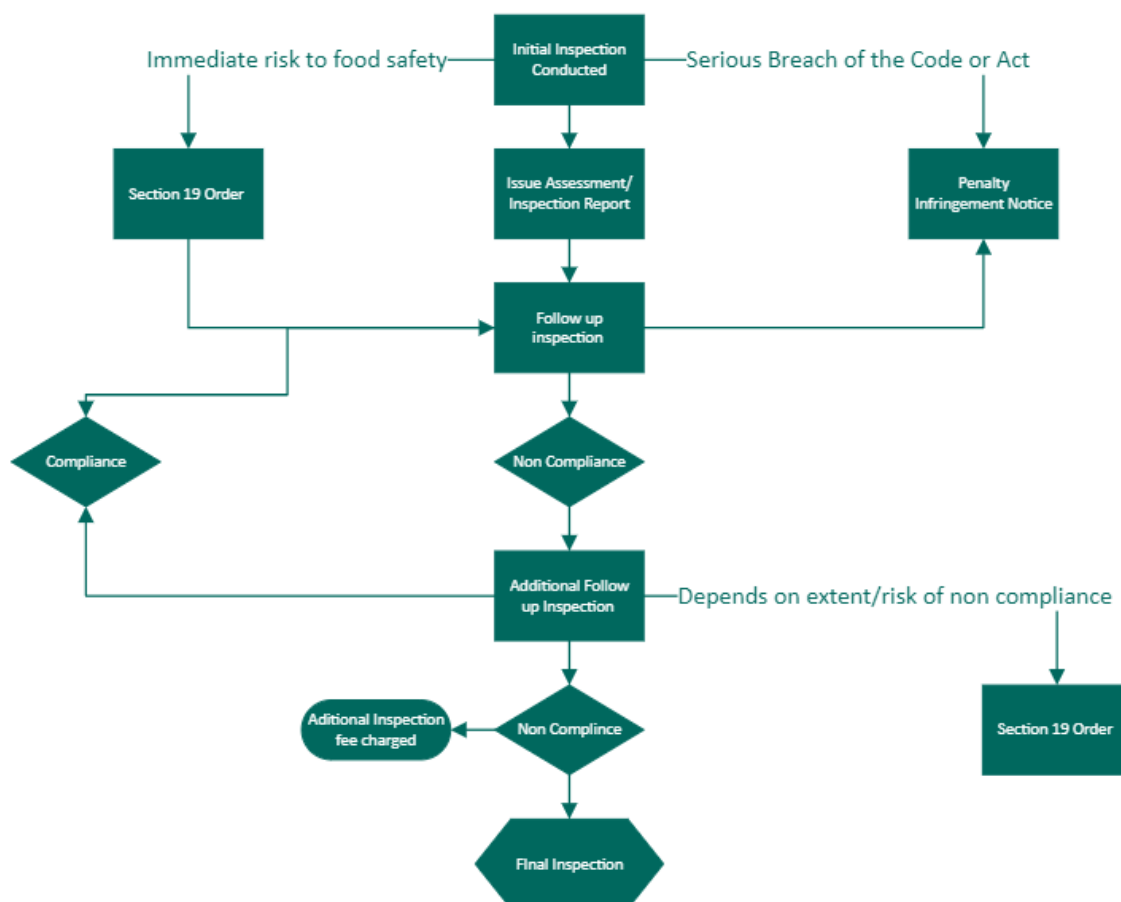 Immediate risk to food safety
Initial Inspection
Conducted
Serious Breach of the Code or Act
Section 19 Order
Issue Assessment/
Inspection Report
Penalty
Infringement Notice
Follow up
inspection
Compliance
Non Compliance
Additional Follow
up Inspection
Depends on extent/risk of non compliance
Aditional Inspection
fee charged
Non Complince
Section 19 Order
FInal Inspection